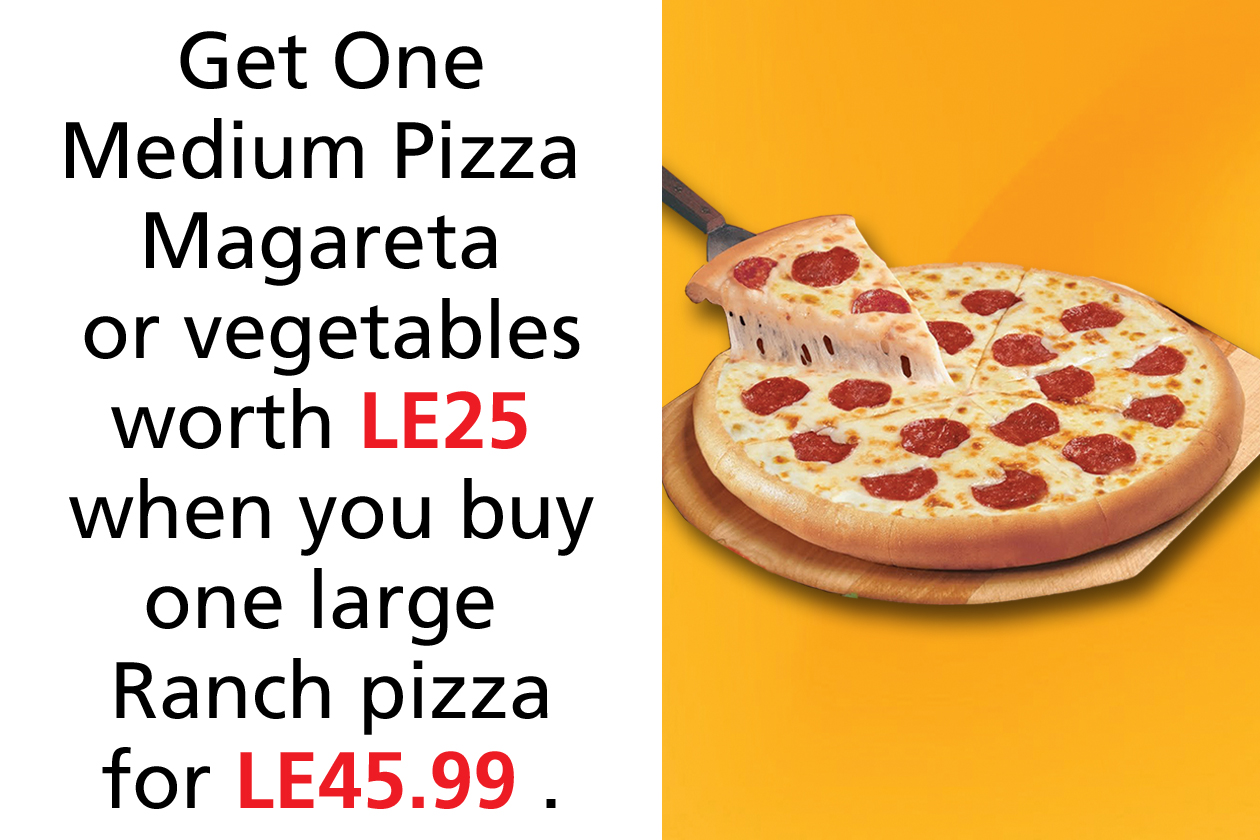 Get One
Medium Pizza
Magareta
or vegetables
worth LE25
when you buy
one large
Ranch pizza
for LE45.99 .